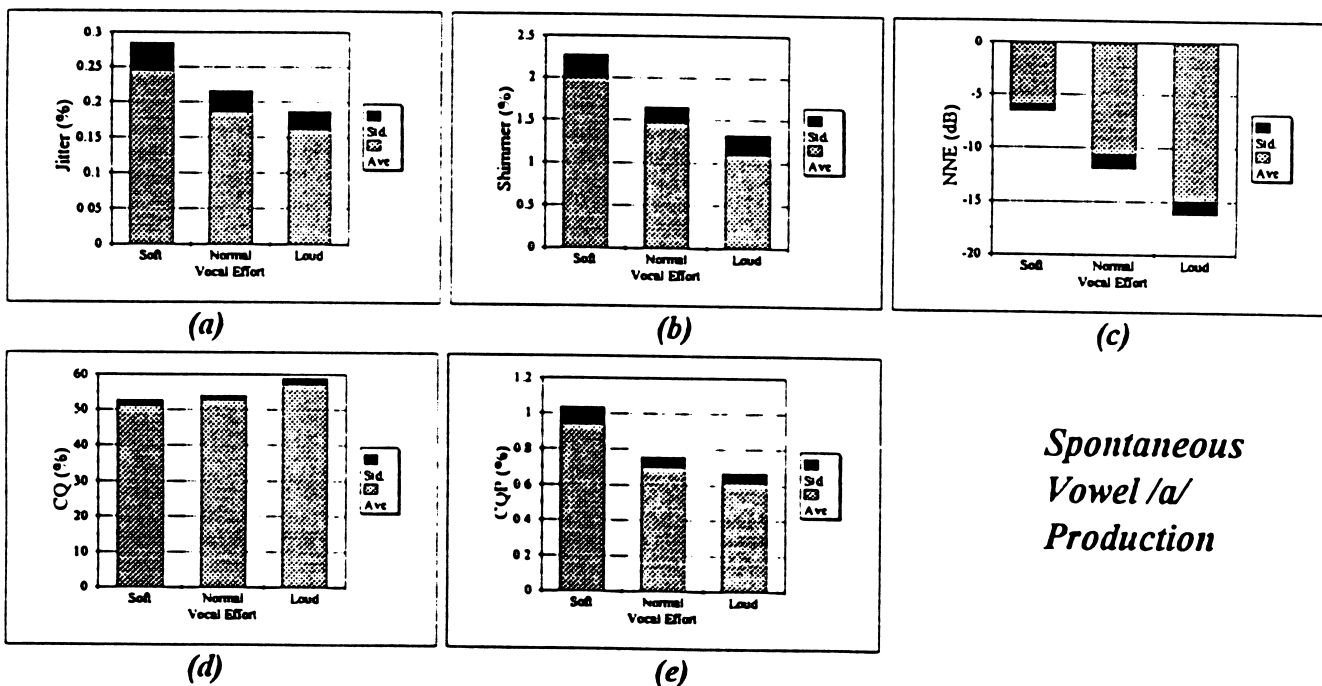 0.3
0.25
0.2
0.15
0.1
0 05
0
Jitter (%)
Soft
Normal
Loud
Vocal Effort
Std.
Ave
(a)
2.5
2
1.5
1
0 5
0
Shimmer (%)
Soft
Normal
Loud
Vocal Effort
Std.
Ave
(b)
0
-5
-10
-15
-20
NNE (dB)
Soft
Normal
Loud
Vocal Effort
Std.
Ave
(c)
60
50
40
30
20
10
0
CQ (%)
Soft
Normal
Loud
Vocal Effort
Std.
Ave
(d)
1.2
1
0.8
0.6
0 4
0 2
0
CQP (%)
Soft
Normal
Loud
Vocal Effort
Std
Ave
(e)
Spontaneous
Vowel /a/
Production